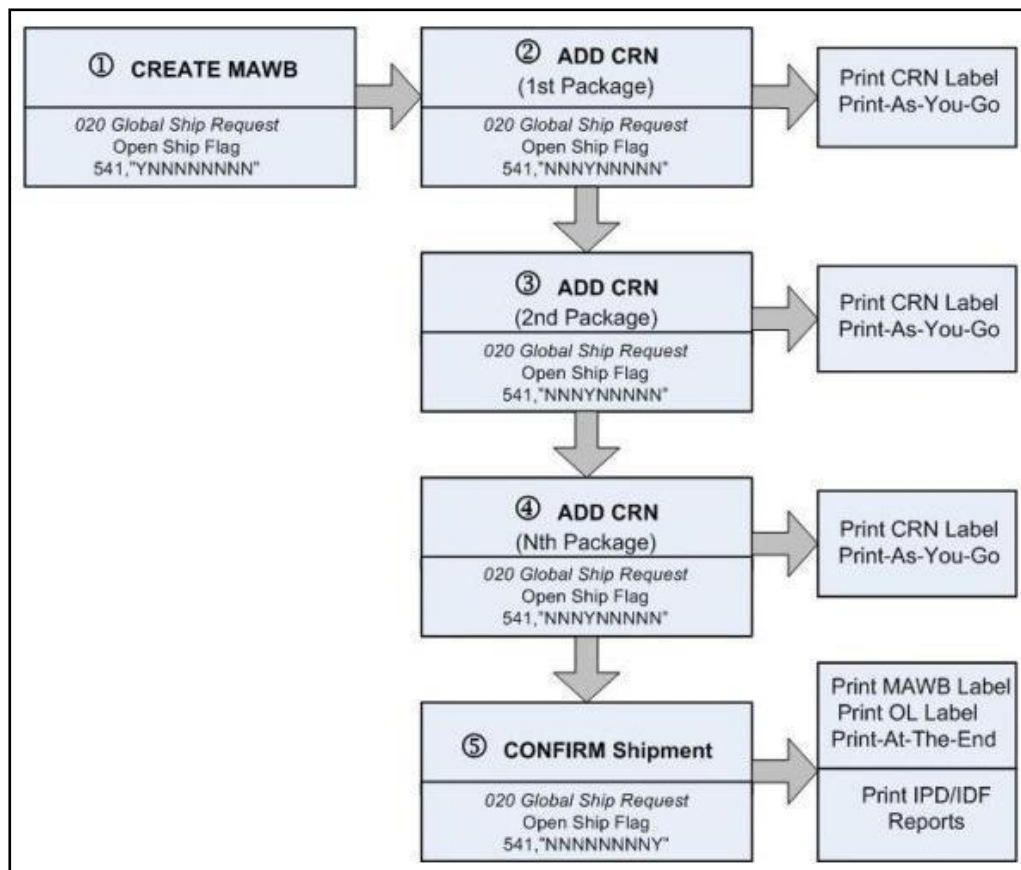 ① CREATE MAWB
020 Global Ship Request
Open Ship Flag
541,"YNNNNNNNN"
② ADD CRN
(1st Package)
020 Global Ship Request
Open Ship Flag
541,"NNNYNNNNN"
Print CRN Label
Print-As-You-Go
③ ADD CRN
(2nd Package)
020 Global Ship Request
Open Ship Flag
541,"NNNYNNNNN"
Print CRN Label
Print-As-You-Go
④ ADD CRN
(Nth Package)
020 Global Ship Request
Open Ship Flag
541,"NNNYNNNNN"
Print CRN Label
Print-As-You-Go
⑤ CONFIRM Shipment
020 Global Ship Request
Open Ship Flag
541,"NNNNNNNNY"
Print MAWB Label
Print OL Label
Print-At-The-End
Print IPD/IDF
Reports